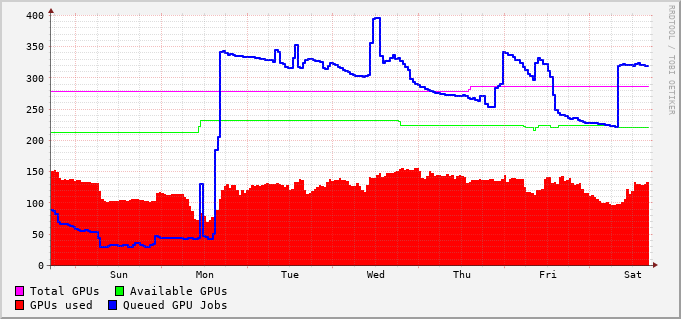 400
350
300
250
200
150
100
50
0
Sun Mon Tue Wed Thu Fri Sat
Total GPUs Available GPUs
GPUs used Queued GPU Jobs
RRDTOOL / TOBI OETIKER